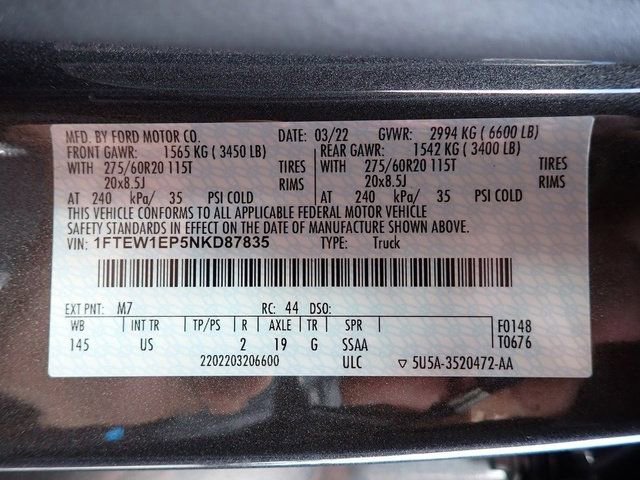 MFD. BY FORD MOTOR CO. DATE: 03/22 GVWR: 2994 KG ( 6600 LB)
FRONT GAWR: 1565 KG ( 3450 LB) REAR GAWR: 1542 KG ( 3400 LB)
WITH 275/60R20 115T TIRES WITH 275/60R20 115T TIRES
20x8.5J RIMS 20x8.5J RIMS
AT 240 kPa/ 35 PSI COLD AT 240 kPa/ 35 PSI COLD
THIS VEHICLE CONFORMS TO ALL APPLICABLE FEDERAL MOTOR VEHICLE
SAFETY STANDARDS IN EFFECT ON THE DATE OF MANUFACTURE SHOWN ABOVE.
VIN: 1FTEW1EP5NKD87835 TYPE: Truck
EXT PNT: M7 RC: 44 DSO:
WB INT TR TP/PS R AXLE TR SPR F0148
145 US 2 19 G SSAA T0676
2202203206600 ULC ▽ 5U5A-3520472-AA